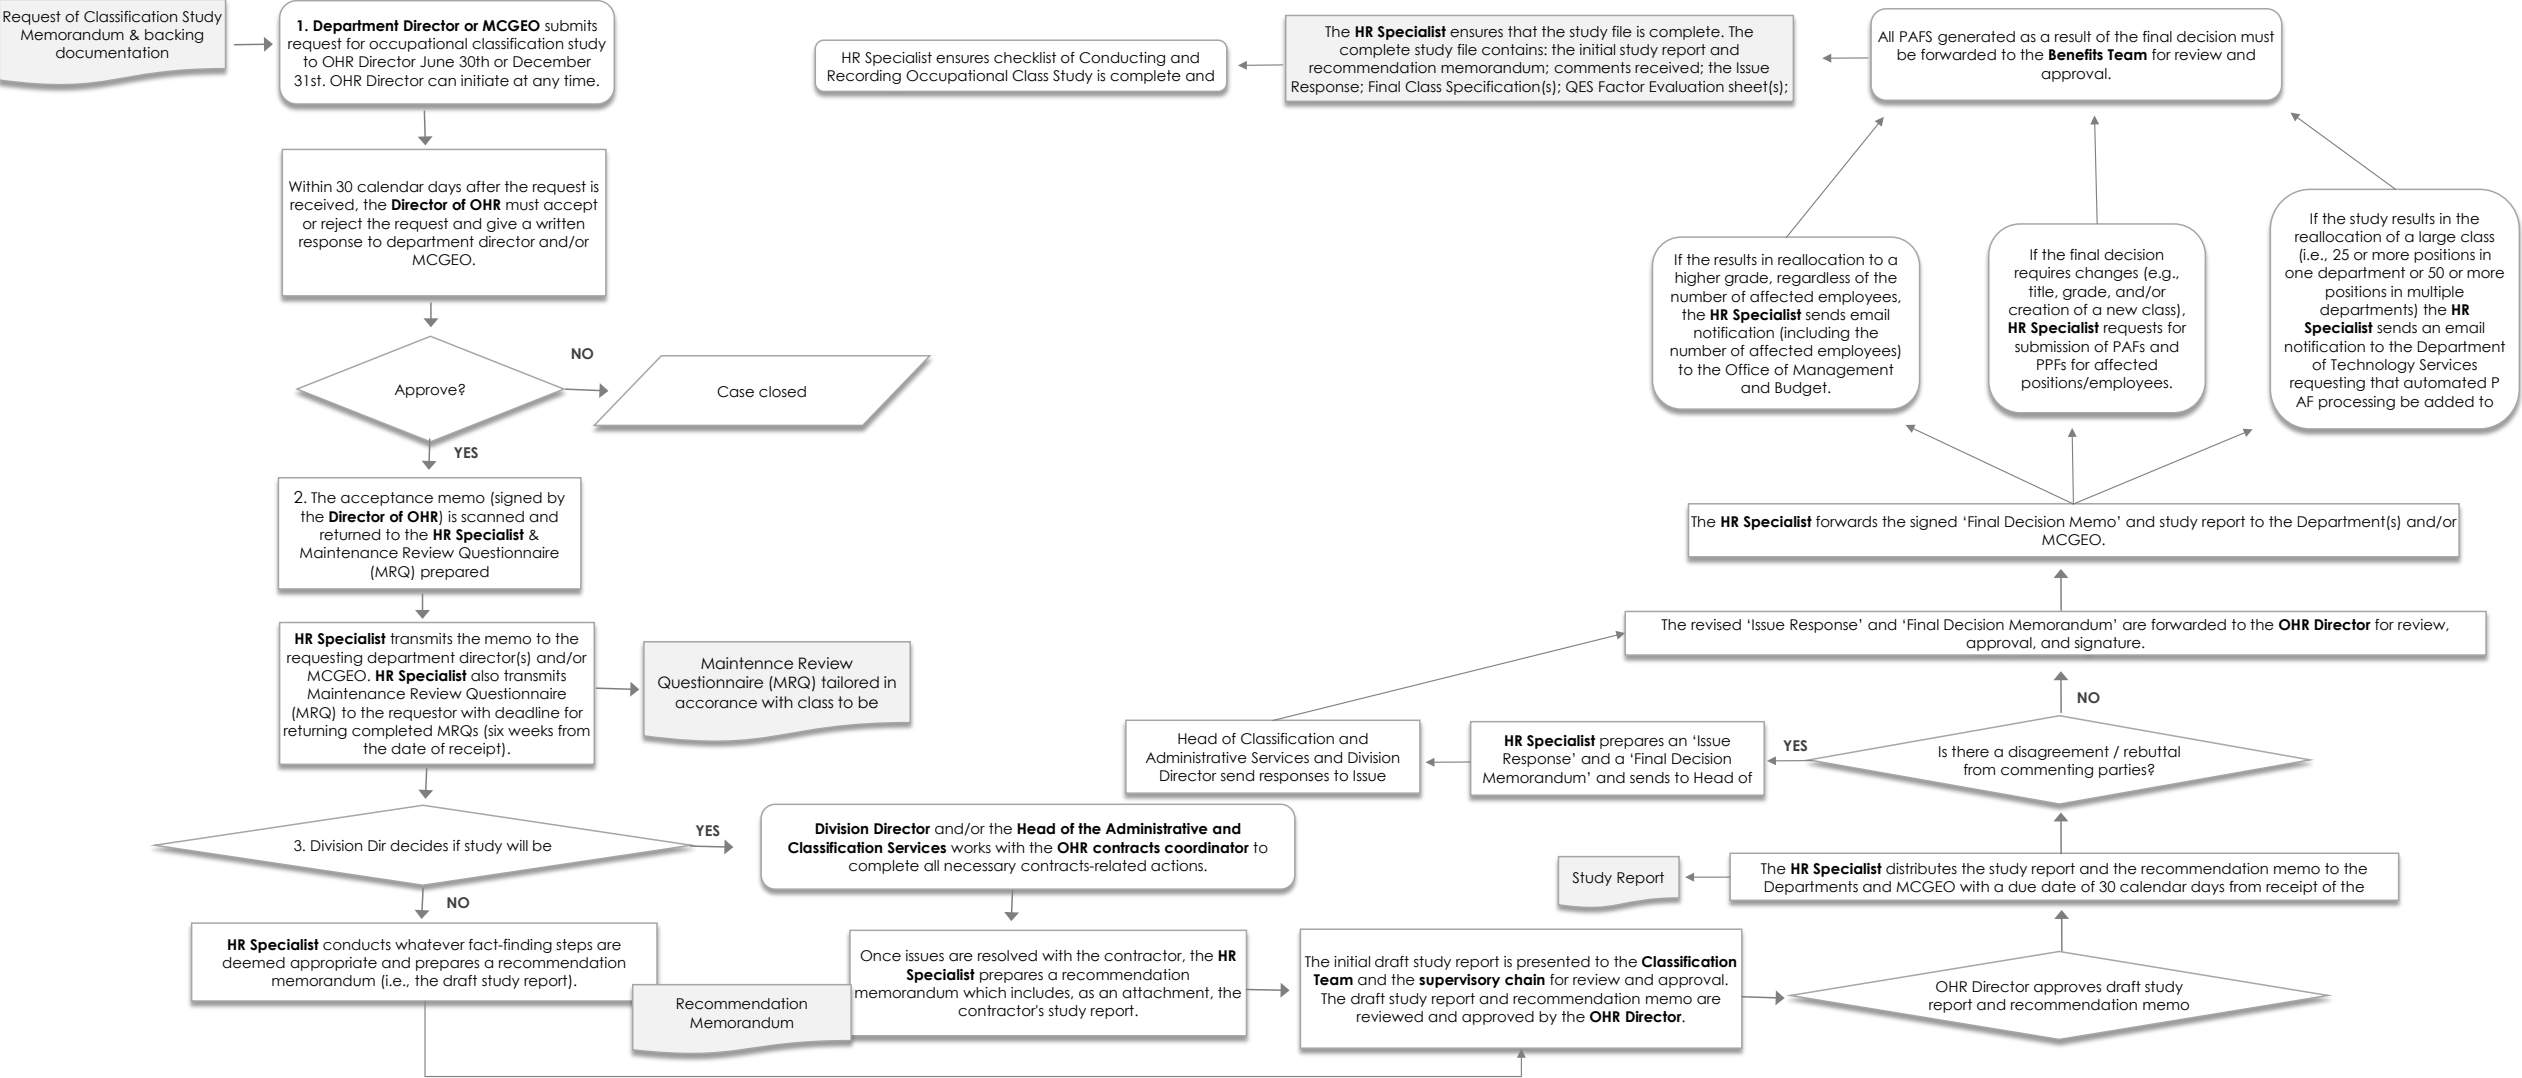 Request of Classification Study
Memorandum & backing
documentation
1. Department Director or MCGEO submits
request for occupational classification study
to OHR Director June 30th or December
31st. OHR Director can initiate at any time.
Within 30 calendar days after the request is
received, the Director of OHR must accept
or reject the request and give a written
response to department director and/or
MCGEO.
Approve?
NO
Case closed
YES
2. The acceptance memo (signed by
the Director of OHR) is scanned and
returned to the HR Specialist &
Maintenance Review Questionnaire
(MRQ) prepared
HR Specialist transmits the memo to the
requesting department director(s) and/or
MCGEO. HR Specialist also transmits
Maintenance Review Questionnaire
(MRQ) to the requestor with deadline for
returning completed MRQs (six weeks from
the date of receipt).
Maintennce Review
Questionnaire (MRQ) tailored in
accorance with class to be
3. Division Dir decides if study will be
YES
NO
Division Director and/or the Head of the Administrative and
Classification Services works with the OHR contracts coordinator to
complete all necessary contracts-related actions.
HR Specialist conducts whatever fact-finding steps are
deemed appropriate and prepares a recommendation
memorandum (i.e., the draft study report).
Recommendation
Memorandum
Once issues are resolved with the contractor, the HR
Specialist prepares a recommendation
memorandum which includes, as an attachment, the
contractor's study report.
The initial draft study report is presented to the Classification
Team and the supervisory chain for review and approval.
The draft study report and recommendation memo are
reviewed and approved by the OHR Director.
OHR Director approves draft study
report and recommendation memo
The HR Specialist distributes the study report and the recommendation memo to the
Departments and MCGEO with a due date of 30 calendar days from receipt of the
Study Report
Is there a disagreement / rebuttal
from commenting parties?
YES
NO
HR Specialist prepares an ‘Issue
Response’ and a ‘Final Decision
Memorandum’ and sends to Head of
Head of Classification and
Administrative Services and Division
Director send responses to Issue
The revised ‘Issue Response’ and ‘Final Decision Memorandum’ are forwarded to the OHR Director for review,
approval, and signature.
The HR Specialist forwards the signed ‘Final Decision Memo’ and study report to the Department(s) and/or
MCGEO.
If the results in reallocation to a
higher grade, regardless of the
number of affected employees,
the HR Specialist sends email
notification (including the
number of affected employees)
to the Office of Management
and Budget.
If the final decision
requires changes (e.g.,
title, grade, and/or
creation of a new class),
HR Specialist requests for
submission of PAFs and
PPFs for affected
positions/employees.
If the study results in the
reallocation of a large class
(i.e., 25 or more positions in
one department or 50 or more
positions in multiple
departments) the HR
Specialist sends an email
notification to the Department
of Technology Services
requesting that automated P
AF processing be added to
All PAFS generated as a result of the final decision must
be forwarded to the Benefits Team for review and
approval.
The HR Specialist ensures that the study file is complete. The
complete study file contains: the initial study report and
recommendation memorandum; comments received; the Issue
Response; Final Class Specification(s); QES Factor Evaluation sheet(s);
HR Specialist ensures checklist of Conducting and
Recording Occupational Class Study is complete and